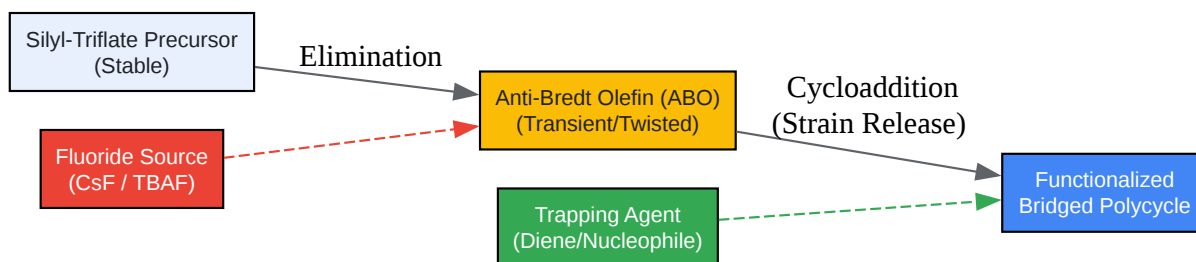 Silyl-Triflate Precursor
(Stable)
Elimination
Fluoride Source
(CsF / TBAF)
Anti-Bredt Olefin (ABO)
(Transient/Twisted)
Cycloaddition
(Strain Release)
Trapping Agent
(Diene/Nucleophile)
Functionalized
Bridged Polycycle